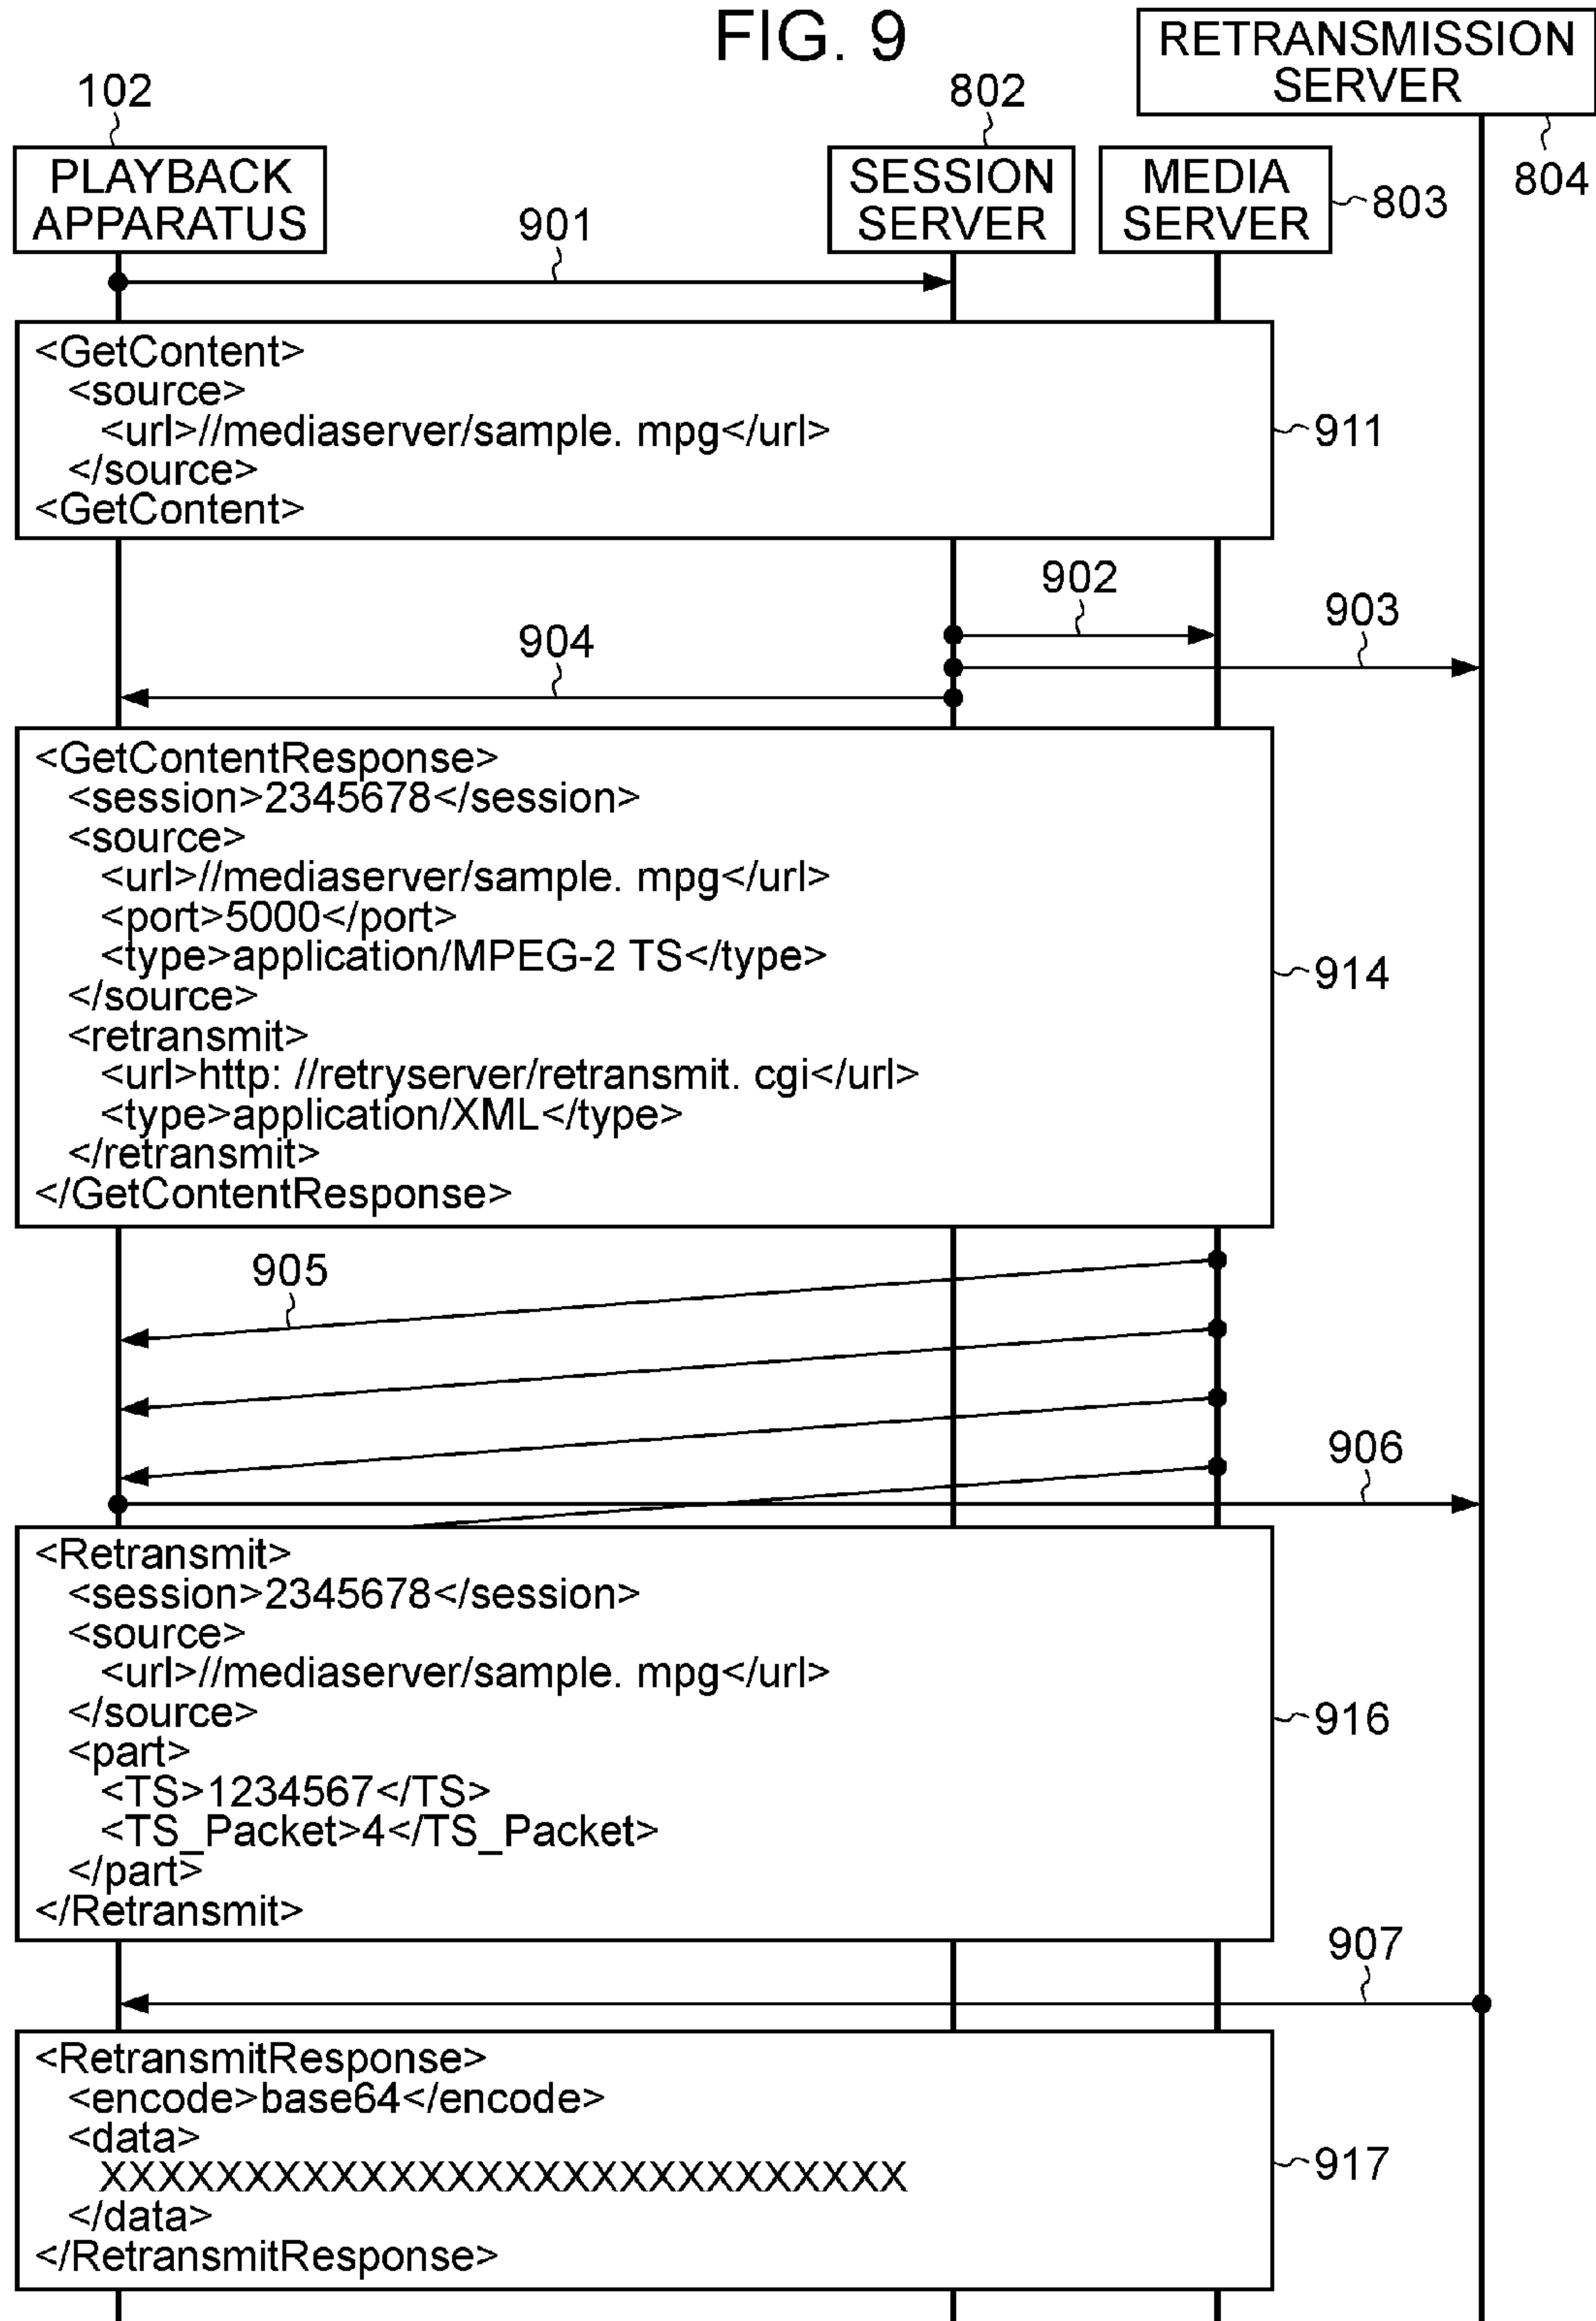 FIG. 9
RETRANSMISSION
SERVER
102
802
804
PLAYBACK
APPARATUS
SESSION
SERVER
MEDIA
SERVER
803
901
<GetContent>
<source>
<url>//mediaserver/sample. mpg</url>
</source>
<GetContent>
911
902
903
904
<GetContentResponse>
<session>2345678</session>
<source>
<url>//mediaserver/sample. mpg</url>
<port>5000</port>
<type>application/MPEG-2 TS</type>
</source>
<retransmit>
<url>http: //retryserver/retransmit. cgi</url>
<type>application/XML</type>
</retransmit>
</GetContentResponse>
914
905
906
<Retransmit>
<session>2345678</session>
<source>
<url>//mediaserver/sample. mpg</url>
</source>
<part>
<TS>1234567</TS>
<TS_Packet>4</TS_Packet>
</part>
</Retransmit>
916
907
<RetransmitResponse>
<encode>base64</encode>
<data>
XXXXXXXXXXXXXXXXXXXXXXXXXXXX
</data>
</RetransmitResponse>
917